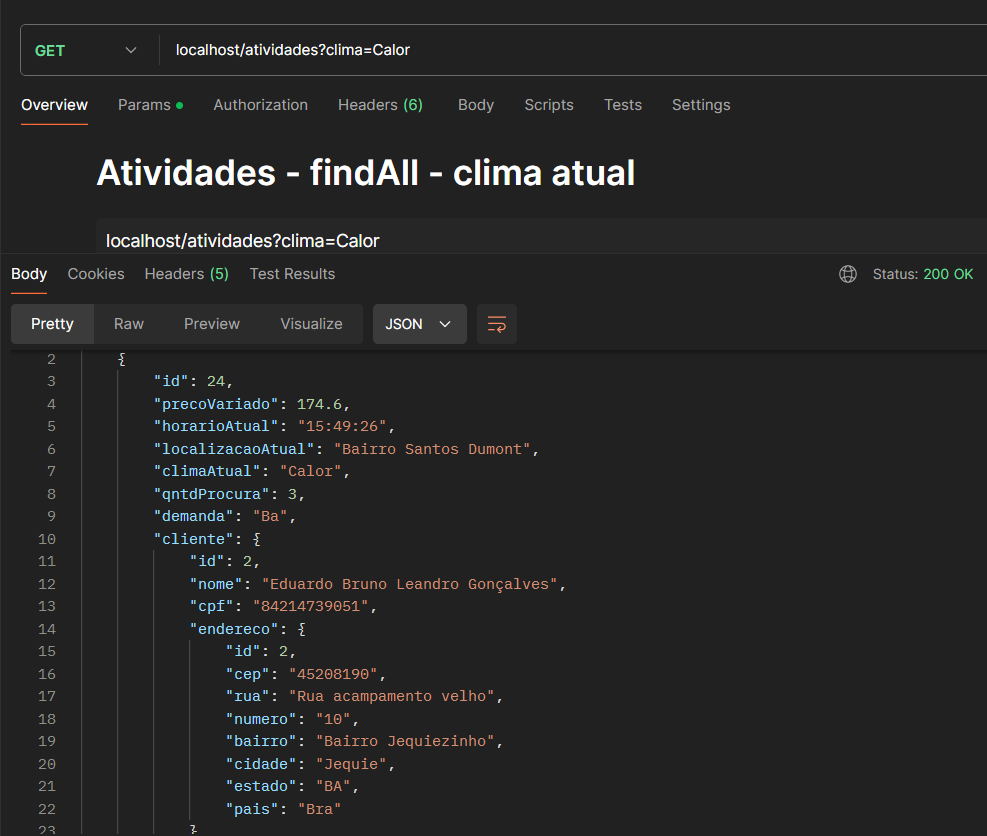 GET localhost/atividades?clima=Calor
Overview Params Authorization Headers (6) Body Scripts Tests Settings
Atividades - findAll - clima atual
localhost/atividades?clima=Calor
Body Cookies Headers (5) Test Results Status: 200 OK
Pretty Raw Preview Visualize JSON
2 {
3 "id": 24,
4 "precoVariado": 174.6,
5 "horarioAtual": "15:49:26",
6 "localizacaoAtual": "Bairro Santos Dumont",
7 "climaAtual": "Calor",
8 "qntdProcura": 3,
9 "demanda": "Ba",
10 "cliente": {
11 "id": 2,
12 "nome": "Eduardo Bruno Leandro Gonçalves",
13 "cpf": "84214739051",
14 "endereco": {
15 "id": 2,
16 "cep": "45208190",
17 "rua": "Rua acampamento velho",
18 "numero": "10",
19 "bairro": "Bairro Jequiezinho",
20 "cidade": "Jequie",
21 "estado": "BA",
22 "pais": "Bra"
23 }